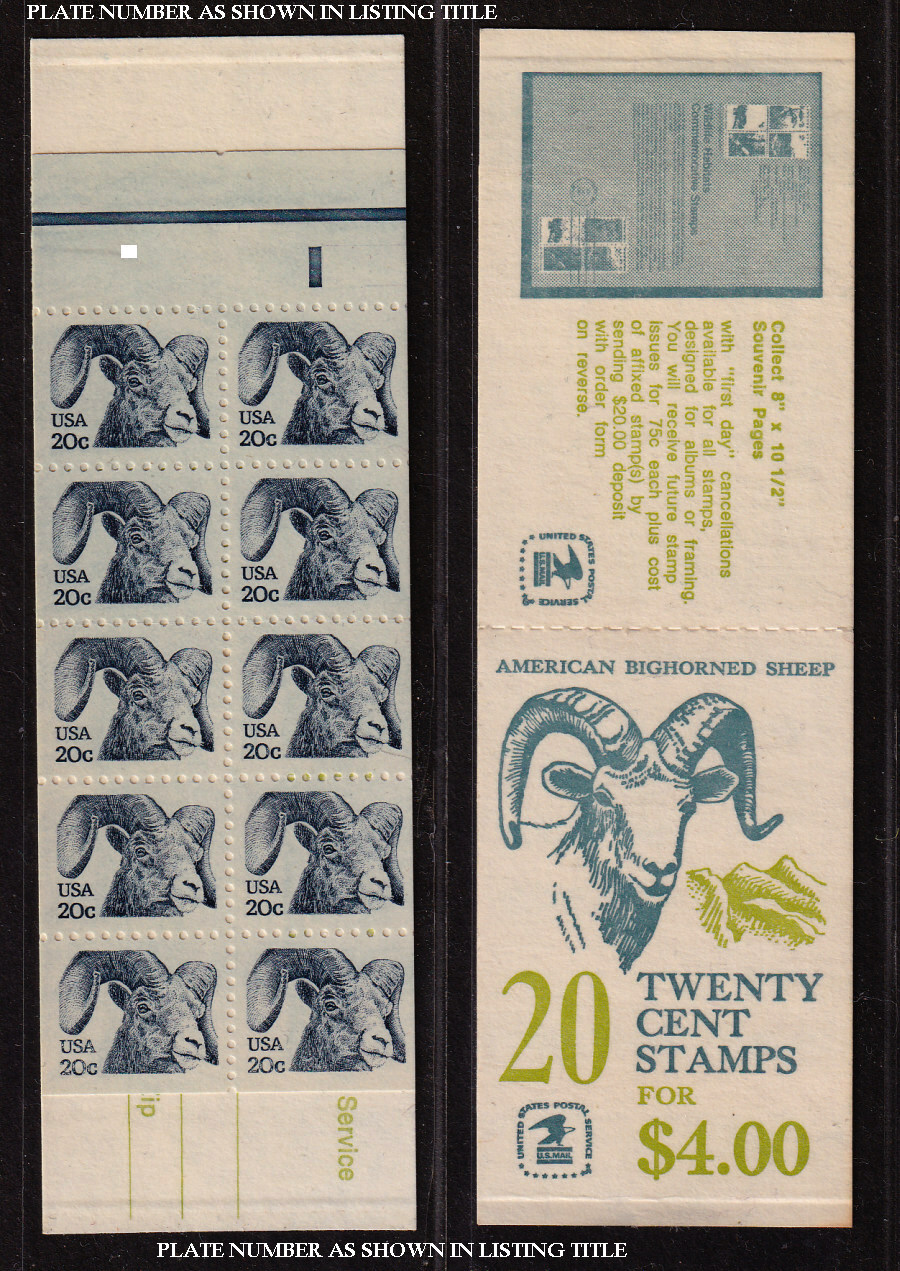 PLATE NUMBER AS SHOWN IN LISTING TITLE
USA
20c
USA
20c
USA
20c
USA
20c
USA
20c
USA
20c
USA
20c
USA
20c
USA
20c
USA
20c
ip
Service
Wildlife Habitats
Commemorative Stamps
Collect 8" x 10 1/2"
Souvenir Pages
with "first day" cancellations
available for all stamps,
designed for albums or framing.
You will receive future stamp
issues for 75c each plus cost
of affixed stamp(s) by
sending $20.00 deposit
with order form
on reverse.
UNITED STATES POSTAL SERVICE
U.S.MAIL
AMERICAN BIGHORNED SHEEP
20
TWENTY
CENT
STAMPS
FOR
$4.00
UNITED STATES POSTAL SERVICE
U.S.MAIL
PLATE NUMBER AS SHOWN IN LISTING TITLE